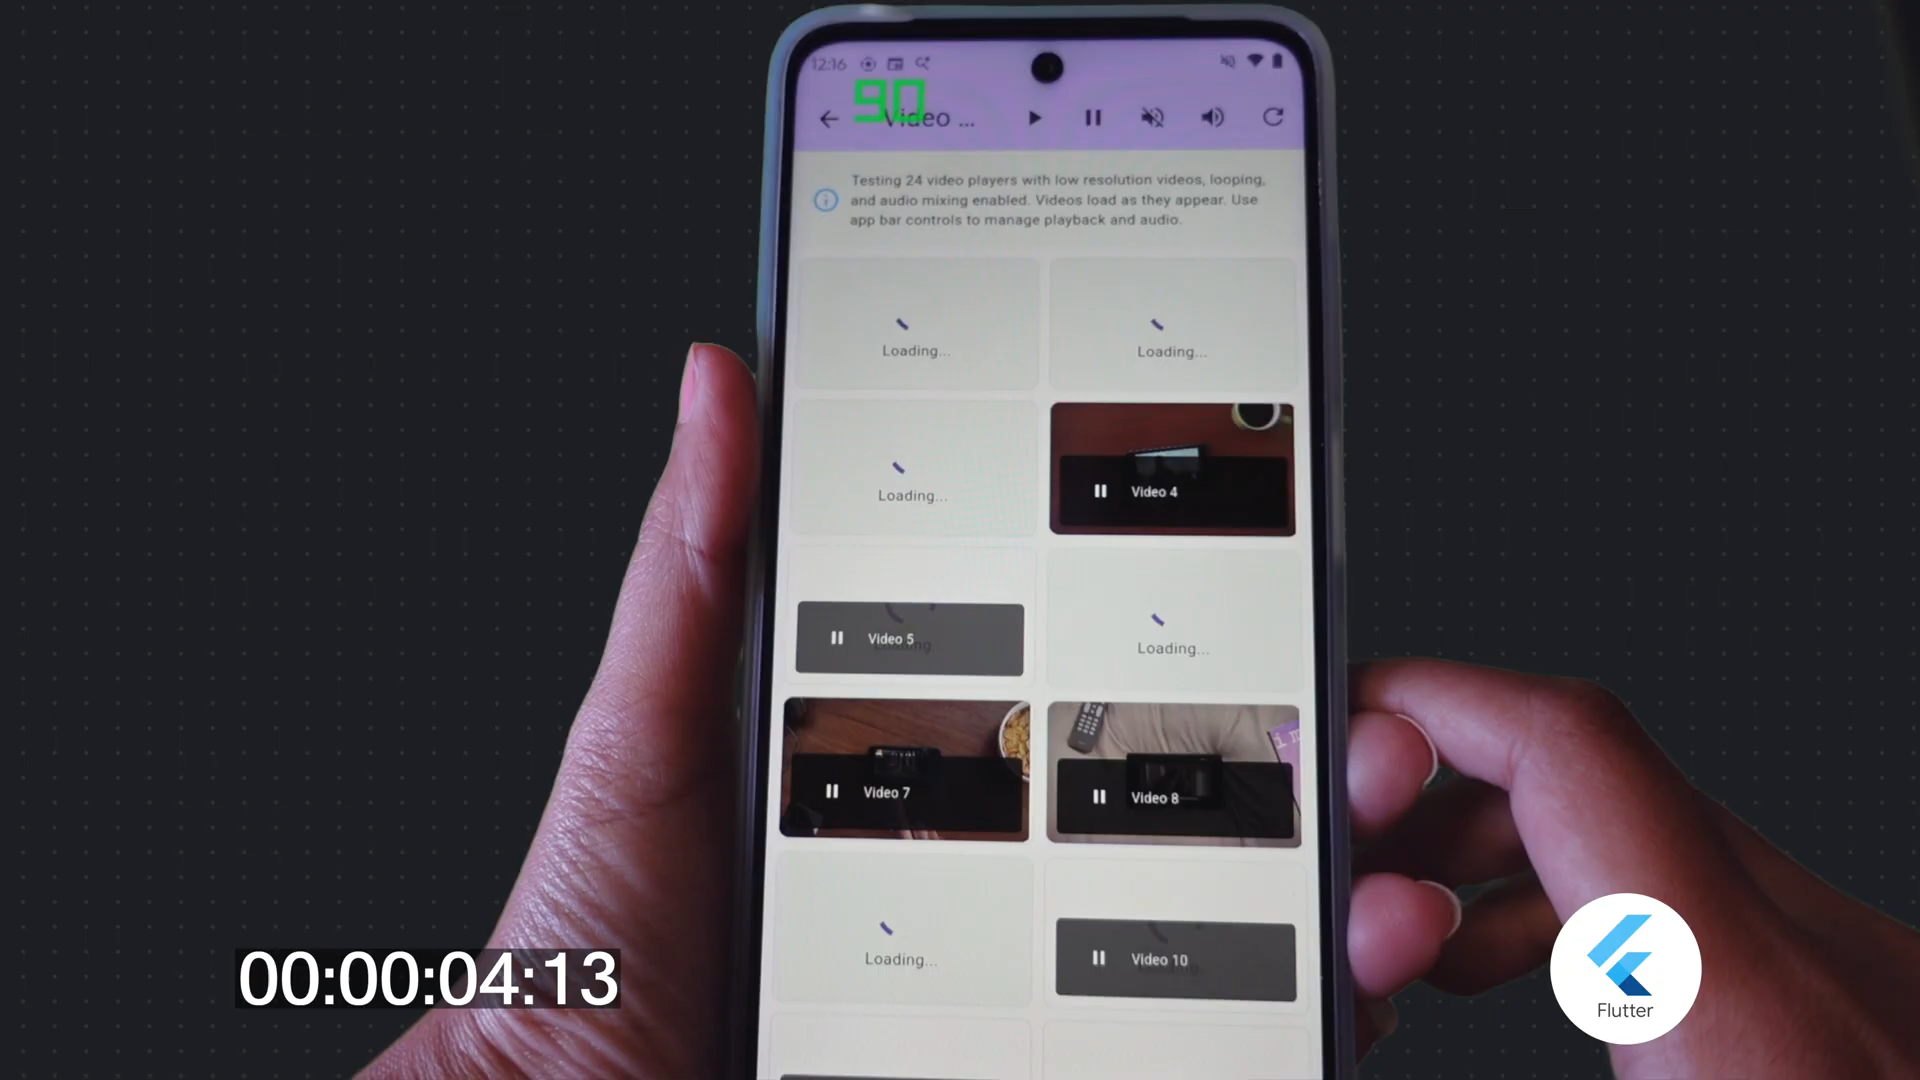 12:16
90
Video ...
Testing 24 video players with low resolution videos, looping,
and audio mixing enabled. Videos load as they appear. Use
app bar controls to manage playback and audio.
Loading...
Loading...
Loading...
Video 4
Video 5
Loading...
Video 7
Video 8
Loading...
Video 10
00:00:04:13
Flutter